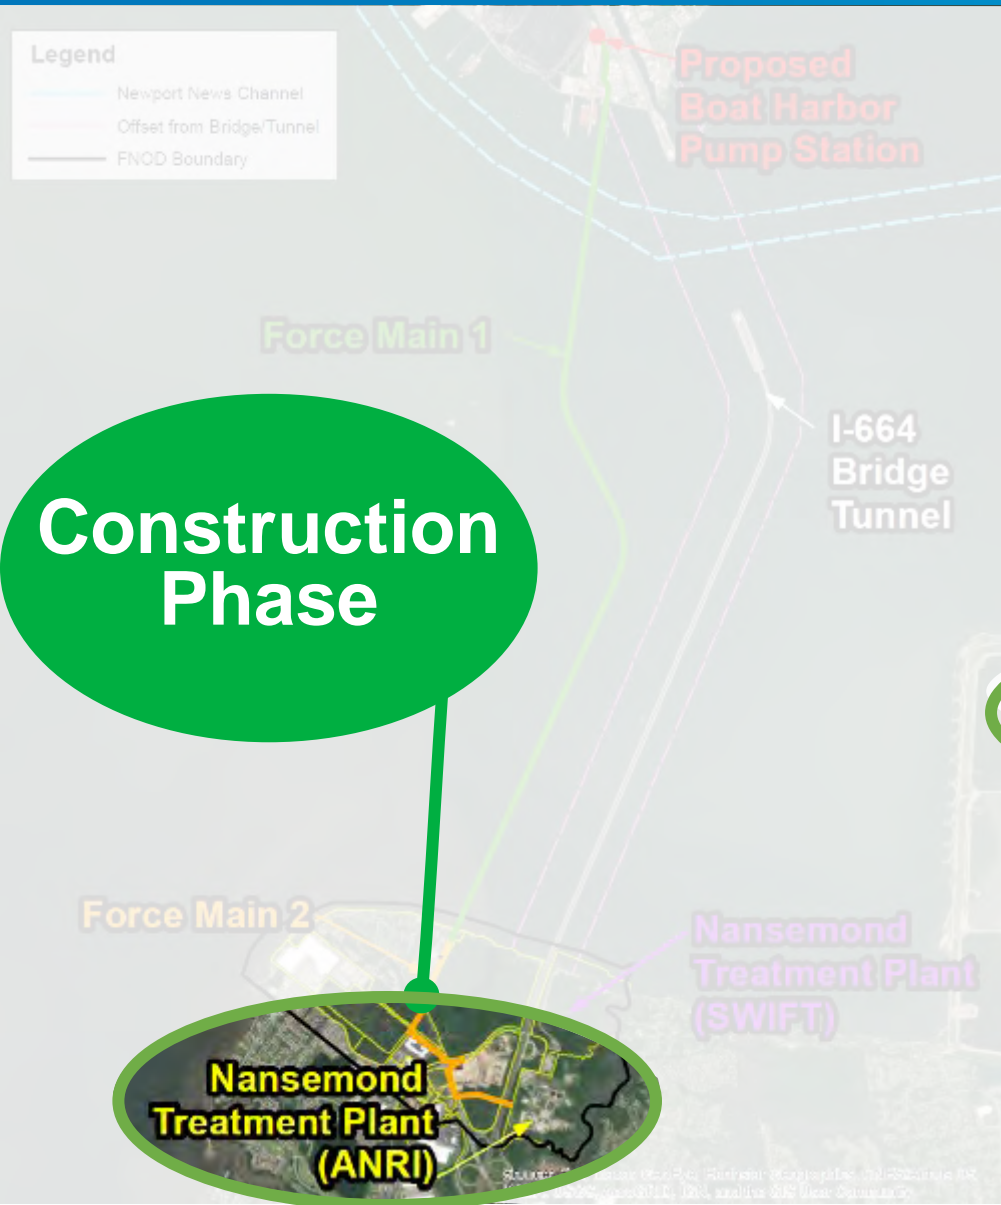 Legend
Newport News Channel
Offset from Bridge/Tunnel
FNOD Boundary
Proposed
Boat Harbor
Pump Station
Force Main 1
I-664
Bridge
Tunnel
Construction
Phase
Force Main 2
Nansemond
Treatment Plant
(SWIFT)
Nansemond
Treatment Plant
(ANRI)